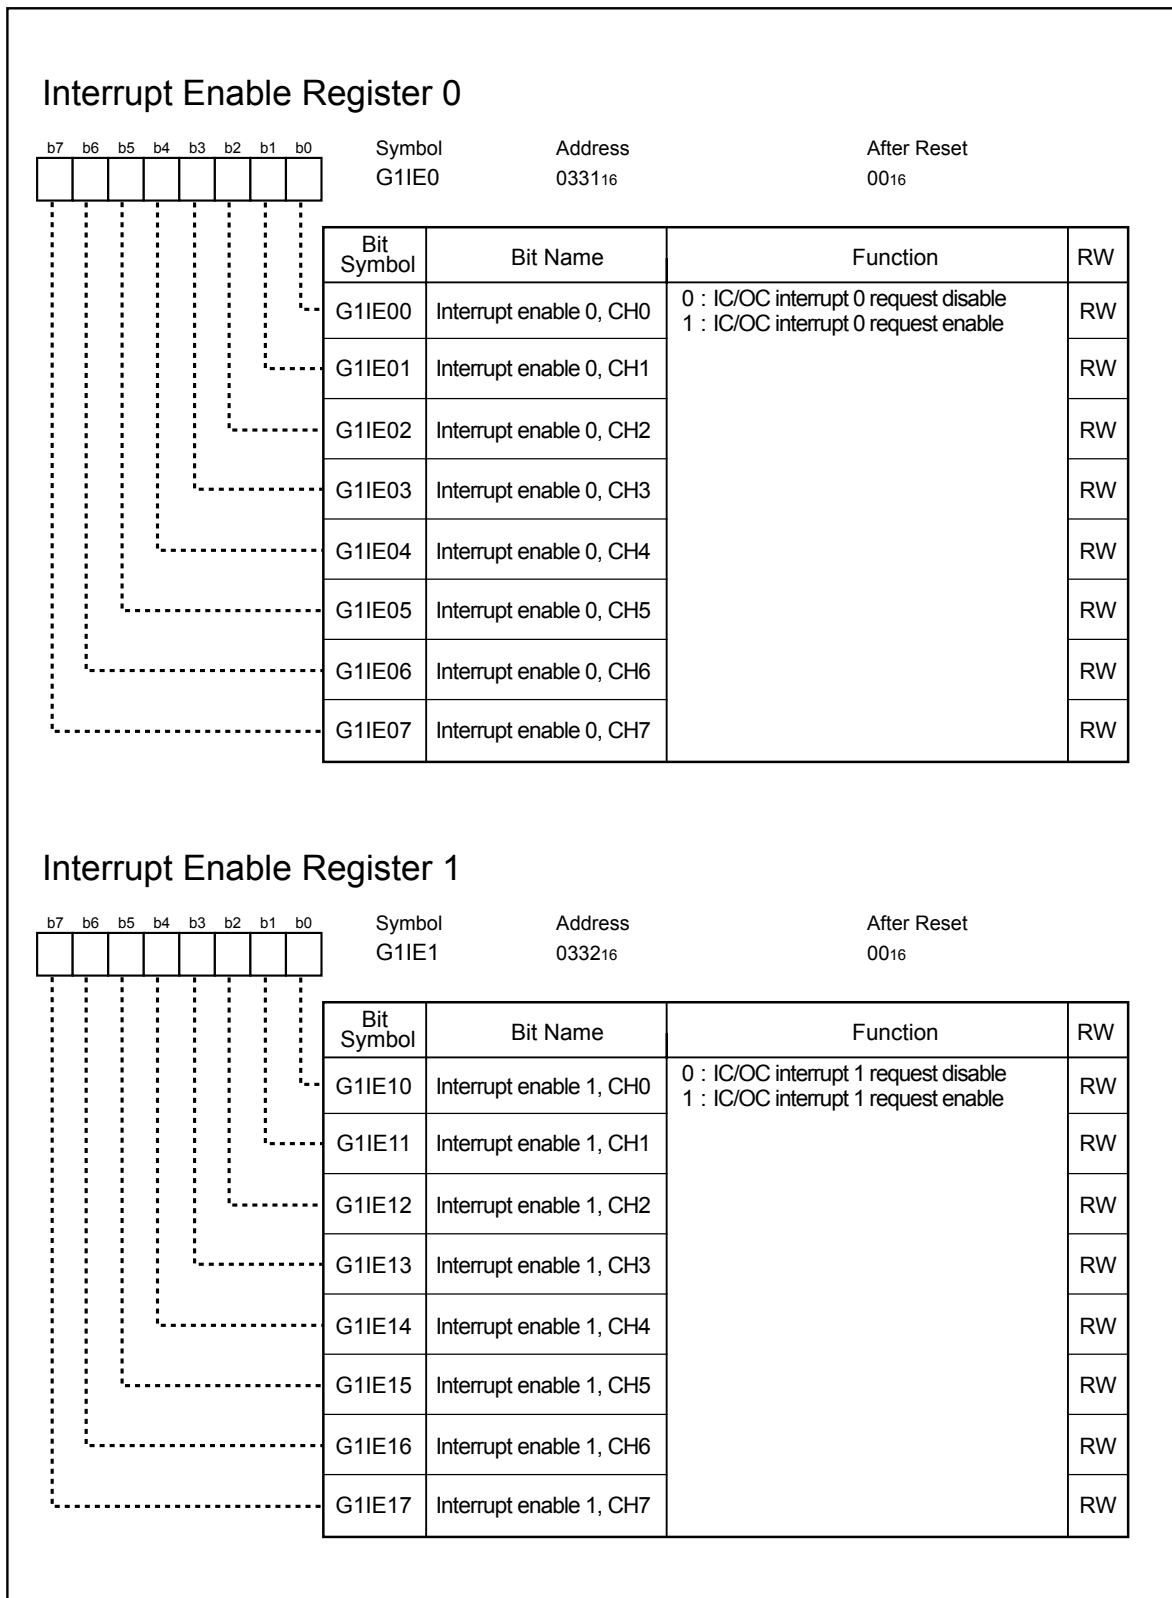 Interrupt Enable Register 0
b7 b6 b5 b4 b3 b2 b1 b0
Symbol Address After Reset
G1IE0 033116 0016
Bit Symbol Bit Name Function RW
G1IE00 Interrupt enable 0, CH0 0 : IC/OC interrupt 0 request disable RW
1 : IC/OC interrupt 0 request enable
G1IE01 Interrupt enable 0, CH1 RW
G1IE02 Interrupt enable 0, CH2 RW
G1IE03 Interrupt enable 0, CH3 RW
G1IE04 Interrupt enable 0, CH4 RW
G1IE05 Interrupt enable 0, CH5 RW
G1IE06 Interrupt enable 0, CH6 RW
G1IE07 Interrupt enable 0, CH7 RW
Interrupt Enable Register 1
b7 b6 b5 b4 b3 b2 b1 b0
Symbol Address After Reset
G1IE1 033216 0016
Bit Symbol Bit Name Function RW
G1IE10 Interrupt enable 1, CH0 0 : IC/OC interrupt 1 request disable RW
1 : IC/OC interrupt 1 request enable
G1IE11 Interrupt enable 1, CH1 RW
G1IE12 Interrupt enable 1, CH2 RW
G1IE13 Interrupt enable 1, CH3 RW
G1IE14 Interrupt enable 1, CH4 RW
G1IE15 Interrupt enable 1, CH5 RW
G1IE16 Interrupt enable 1, CH6 RW
G1IE17 Interrupt enable 1, CH7 RW